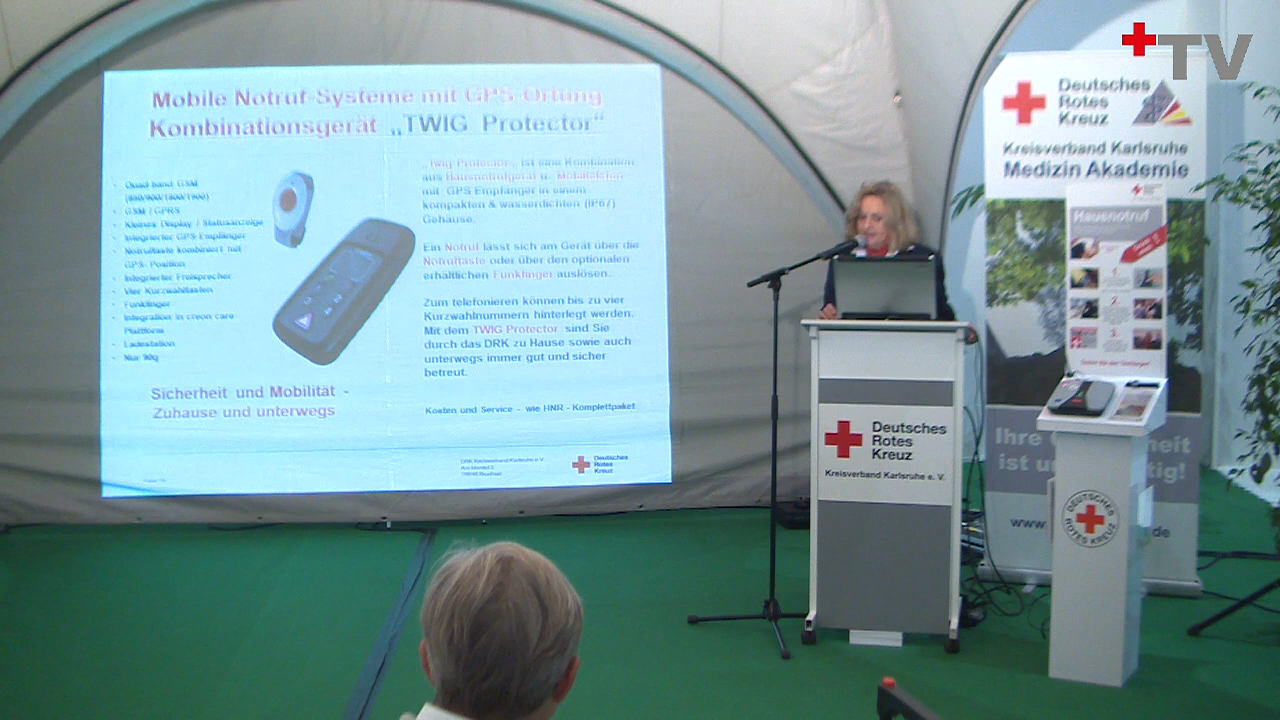 +TV
Mobile Notruf-Systeme mit GPS-Ortung
Kombinationsgerät „TWIG Protector“
- Quad-band GSM
(850/900/1800/1900)
- GSM / GPRS
- Kleines Display / Statusanzeige
- Integrierter GPS Empfänger
- Notruftaste kombiniert mit
GPS- Position
- Integrierter Freisprecher
- Vier Kurzwahltasten
- Funkfinger
- Integration in creon care
Plattform
- Ladestation
- Nur 90g
Sicherheit und Mobilität -
Zuhause und unterwegs
„Twig Protector“ ist eine Kombination
aus Hausnotrufgerät u. Mobiltelefon
mit GPS Empfänger in einem
kompakten & wasserdichten (IP67)
Gehäuse.
Ein Notruf lässt sich am Gerät über die
Notruftaste oder über den optionalen
erhältlichen Funkfinger auslösen.
Zum telefonieren können bis zu vier
Kurzwahlnummern hinterlegt werden.
Mit dem TWIG Protector sind Sie
durch das DRK zu Hause sowie auch
unterwegs immer gut und sicher
betreut.
Kosten und Service - wie HNR - Komplettpaket
DRK Kreisverband Karlsruhe e.V.
Deutsches
Rotes
Kreuz
Deutsches
Rotes
Kreuz
Kreisverband Karlsruhe e. V.
Deutsches
Rotes
Kreuz
Kreisverband Karlsruhe
Medizin Akademie
Hausnotruf
1.
2.
3.
Ihre
ist
www.
de
DEUTSCHES
ROTES KREUZ